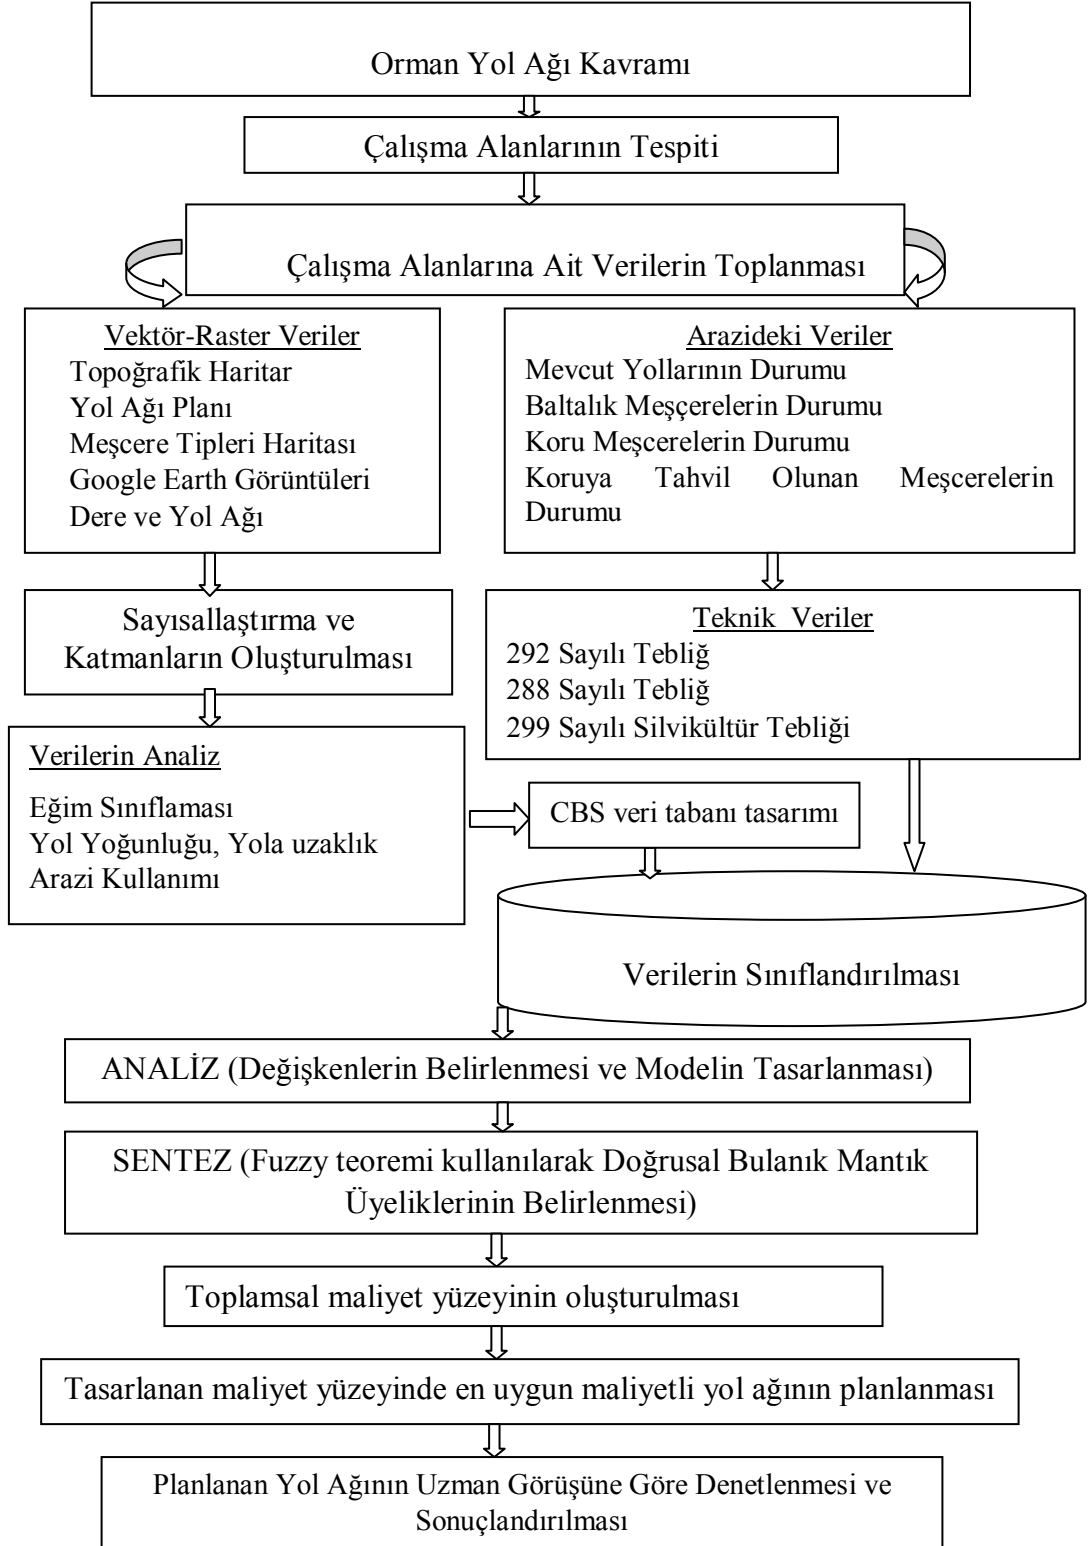 Orman Yol Ağı Kavramı
Çalışma Alanlarının Tespiti
Çalışma Alanlarına Ait Verilerin Toplanması
Vektör-Raster Veriler
Topoğrafik Haritar
Yol Ağı Planı
Meşcere Tipleri Haritası
Google Earth Görüntüleri
Dere ve Yol Ağı
Arazideki Veriler
Mevcut Yollarının Durumu
Baltalık Meşçerelerin Durumu
Koru Meşcerelerin Durumu
Koruya Tahvil Olunan Meşcerelerin
Durumu
Sayısallaştırma ve
Katmanların Oluşturulması
Teknik Veriler
292 Sayılı Tebliğ
288 Sayılı Tebliğ
299 Sayılı Silvikültür Tebliği
Verilerin Analiz
Eğim Sınıflaması
Yol Yoğunluğu, Yola uzaklık
Arazi Kullanımı
CBS veri tabanı tasarımı
Verilerin Sınıflandırılması
ANALİZ (Değişkenlerin Belirlenmesi ve Modelin Tasarlanması)
SENTEZ (Fuzzy teoremi kullanılarak Doğrusal Bulanık Mantık
Üyeliklerinin Belirlenmesi)
Toplamsal maliyet yüzeyinin oluşturulması
Tasarlanan maliyet yüzeyinde en uygun maliyetli yol ağının planlanması
Planlanan Yol Ağının Uzman Görüşüne Göre Denetlenmesi ve
Sonuçlandırılması